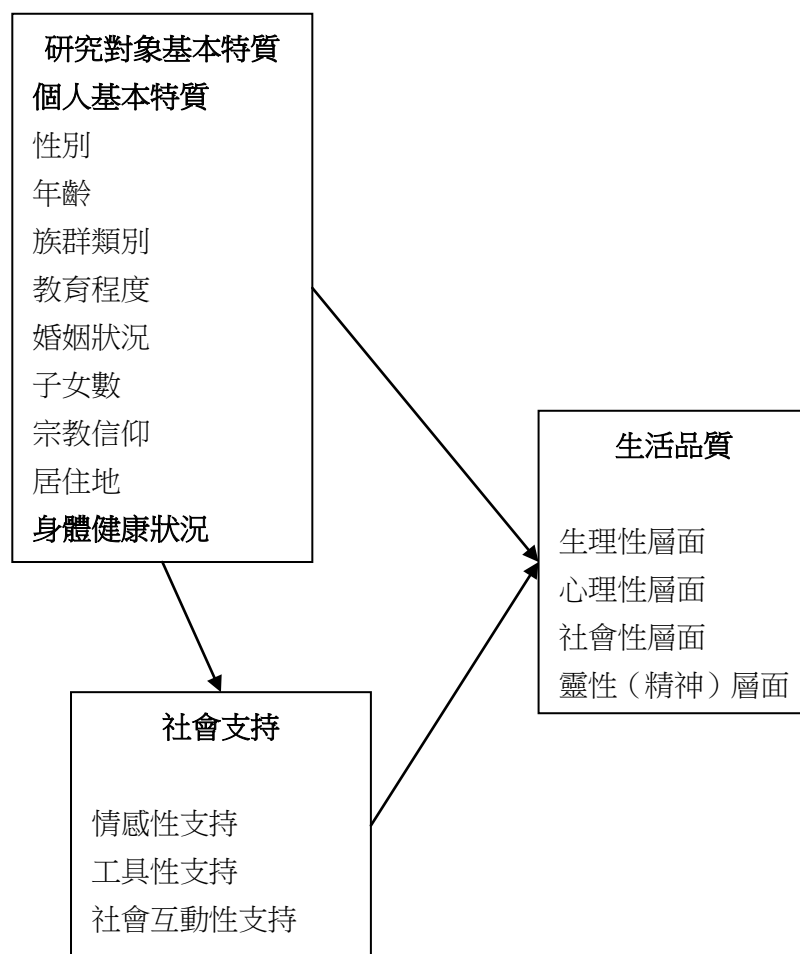 研究對象基本特質
個人基本特質
性別
年齡
族群類別
教育程度
婚姻狀況
子女數
宗教信仰
居住地
身體健康狀況
生活品質
生理性層面
心理性層面
社會性層面
靈性（精神）層面
社會支持
情感性支持
工具性支持
社會互動性支持